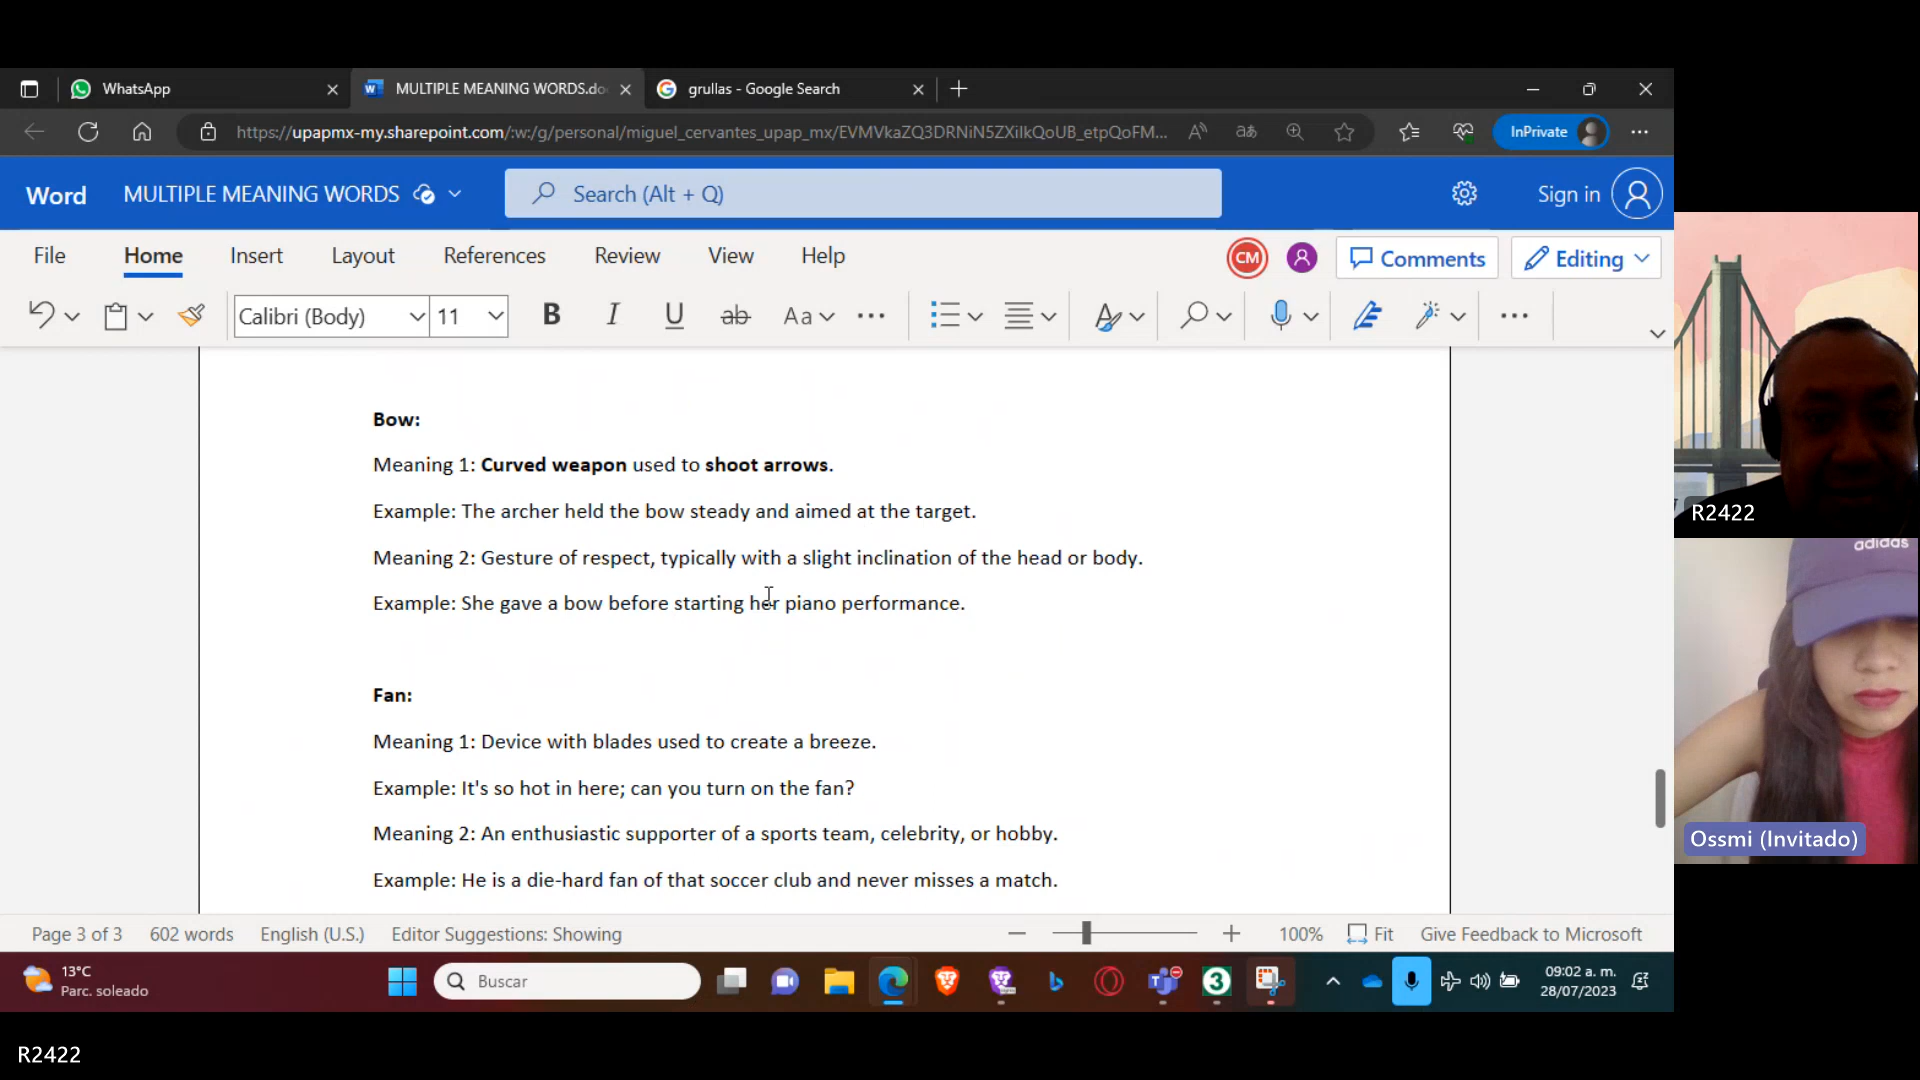 WhatsApp
MULTIPLE MEANING WORDS.do
grullas - Google Search
https://upapmx-my.sharepoint.com/:w:/g/personal/miguel_cervantes_upap_mx/EVMVkaZQ3DRNiN5ZXiIkQoUB_etpQoFM...
InPrivate
Word
MULTIPLE MEANING WORDS
Search (Alt + Q)
Sign in
File Home Insert Layout References Review View Help
CM
Comments
Editing
Calibri (Body) 11
Bow:
Meaning 1: Curved weapon used to shoot arrows.
Example: The archer held the bow steady and aimed at the target.
Meaning 2: Gesture of respect, typically with a slight inclination of the head or body.
Example: She gave a bow before starting her piano performance.
Fan:
Meaning 1: Device with blades used to create a breeze.
Example: It's so hot in here; can you turn on the fan?
Meaning 2: An enthusiastic supporter of a sports team, celebrity, or hobby.
Example: He is a die-hard fan of that soccer club and never misses a match.
Page 3 of 3 602 words English (U.S.) Editor Suggestions: Showing 100% Fit Give Feedback to Microsoft
13°C
Parc. soleado
Buscar
09:02 a. m.
28/07/2023
adidas
R2422
Ossmi (Invitado)
R2422